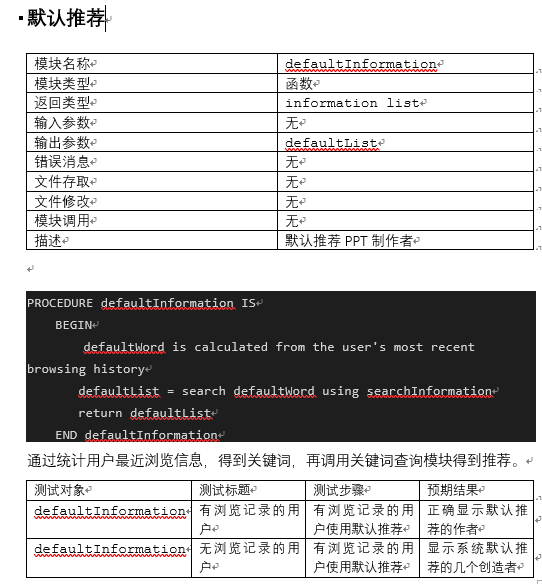 默认推荐
模块名称 defaultInformation
模块类型 函数
返回类型 information list
输入参数 无
输出参数 defaultList
错误消息 无
文件存取 无
文件修改 无
模块调用 无
描述 默认推荐 PPT 制作者
PROCEDURE defaultInformation IS
BEGIN
defaultWord is calculated from the user's most recent
browsing history
defaultList = search defaultWord using searchInformation
return defaultList
END defaultInformation
通过统计用户最近浏览信息，得到关键词，再调用关键词查询模块得到推荐。
测试对象 测试标题 测试步骤 预期结果
defaultInformation 有浏览记录的用 有浏览记录的用 正确显示默认推
户 户使用默认推荐 荐的作者
defaultInformation 无浏览记录的用 有浏览记录的用 显示系统默认推
户 户使用默认推荐 荐的几个创造者